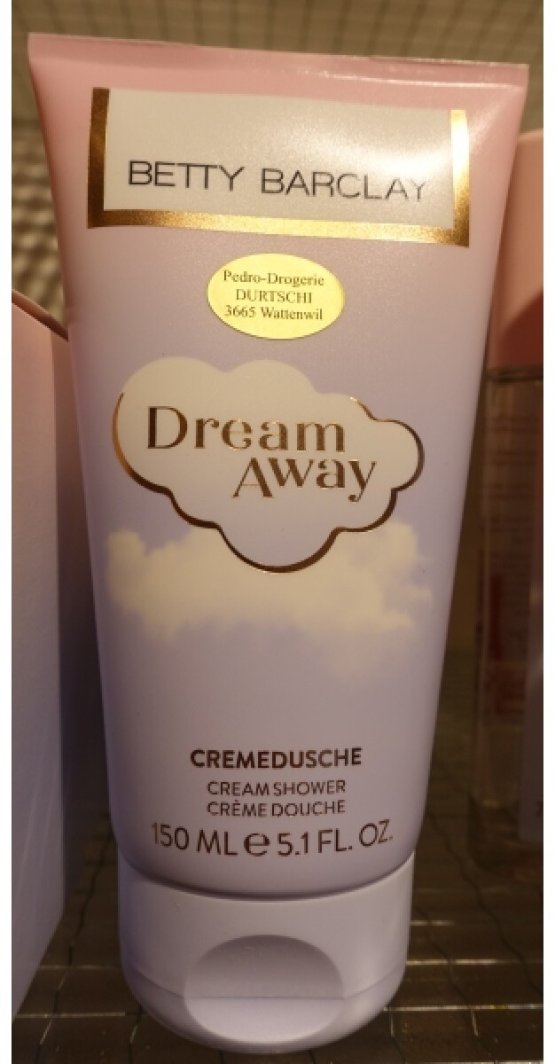 BETTY BARCLAY
Pedro-Drogerie
DURTSCHI
3665 Wattenwil
Dream
Away
CREMEDUSCHE
CREAM SHOWER
CRÈME DOUCHE
150 ML e 5.1 FL. OZ.